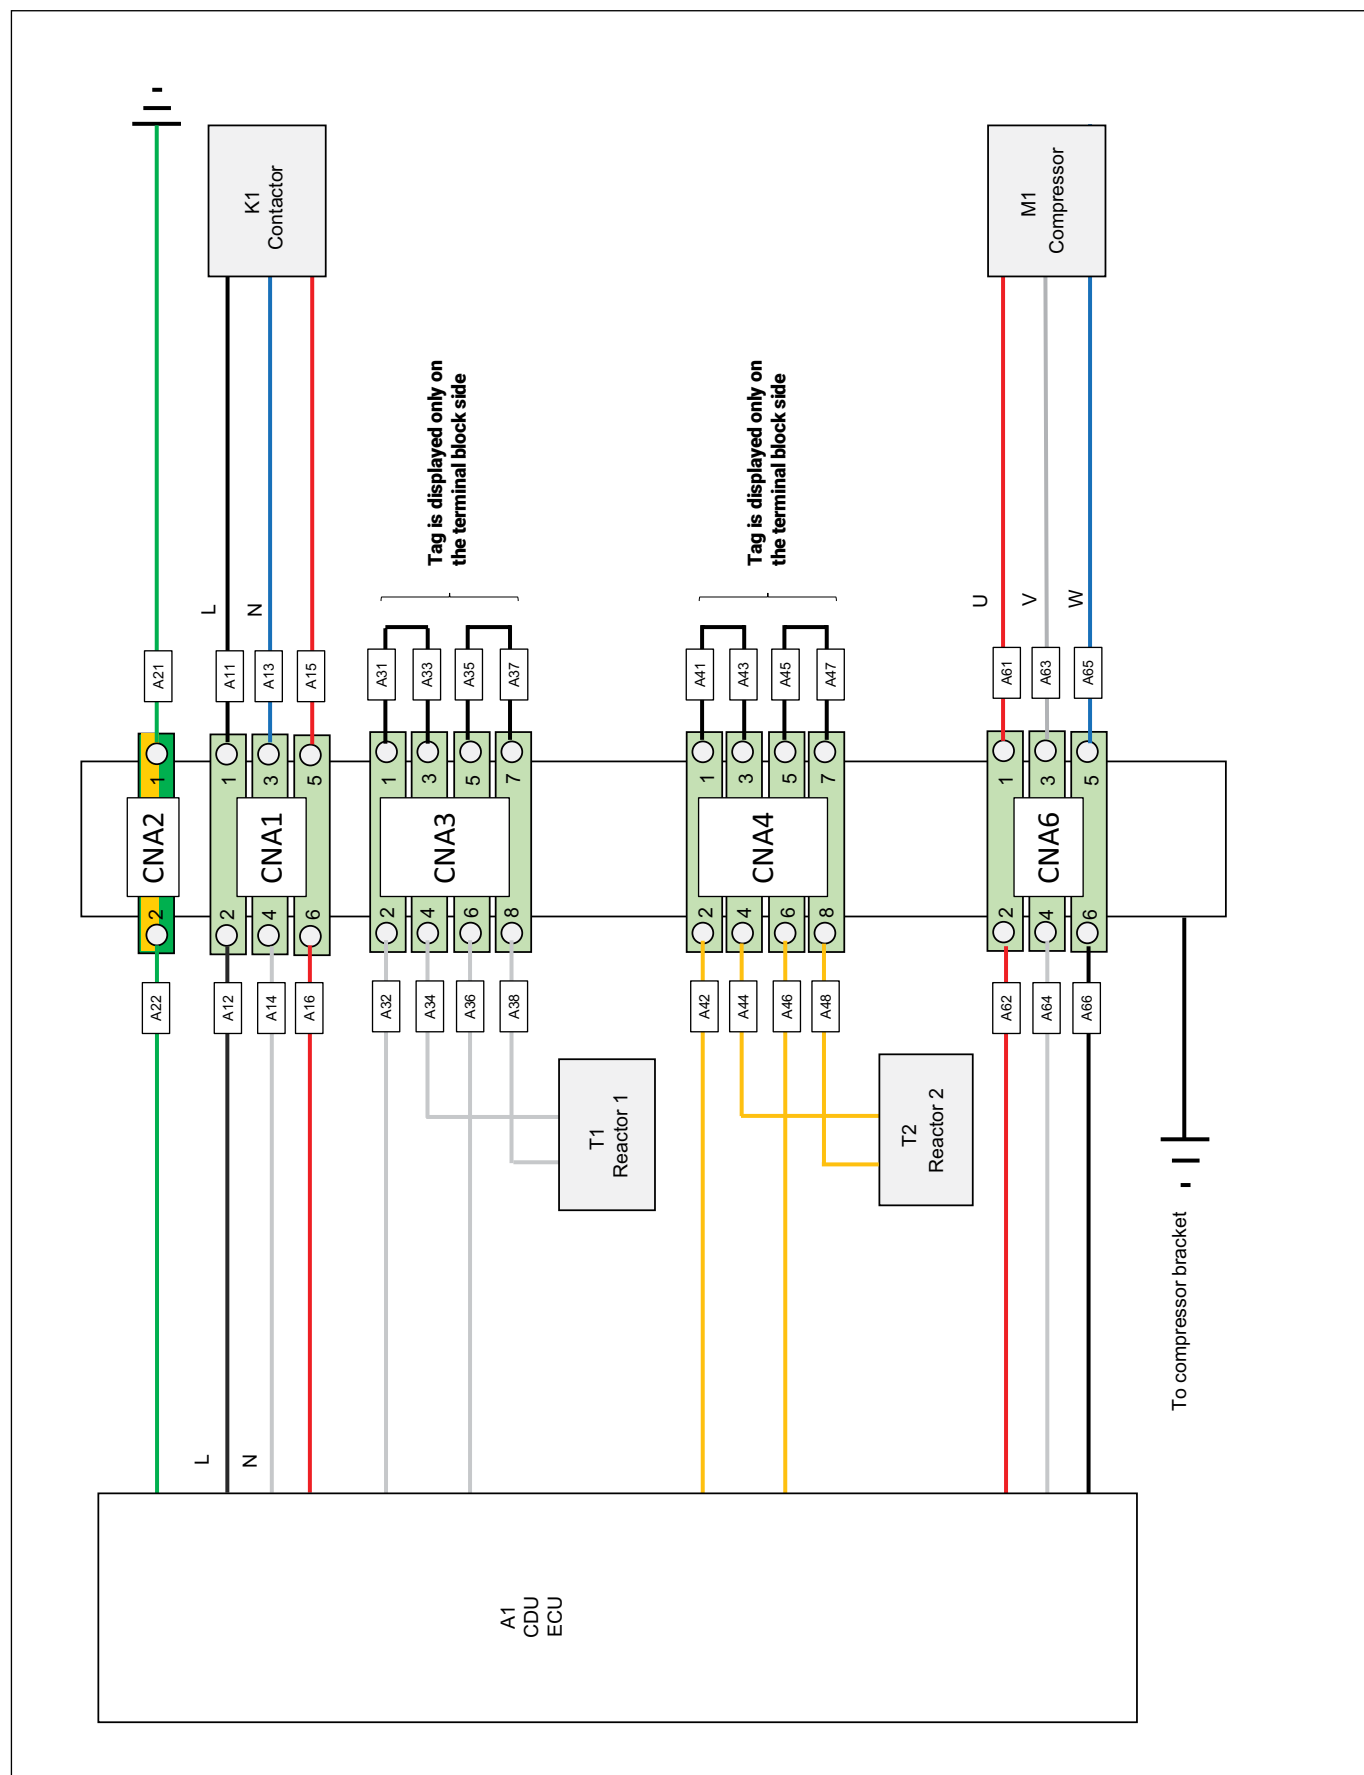 A22
2
CNA2
1
A21
L
L
A12
2
1
A11
N
N
K1
Contactor
A14
4
CNA1
3
A13
A16
6
5
A15
A32
2
1
A31
A34
4
CNA3
3
A33
A36
6
5
A35
A38
8
7
A37
Tag is displayed only on
the terminal block side
A1
CDU
ECU
T1
Reactor 1
A42
2
1
A41
A44
4
CNA4
3
A43
A46
6
5
A45
A48
8
7
A47
Tag is displayed only on
the terminal block side
T2
Reactor 2
U
A62
2
1
A61
V
A64
4
CNA6
3
A63
M1
Compressor
W
A66
6
5
A65
To compressor bracket